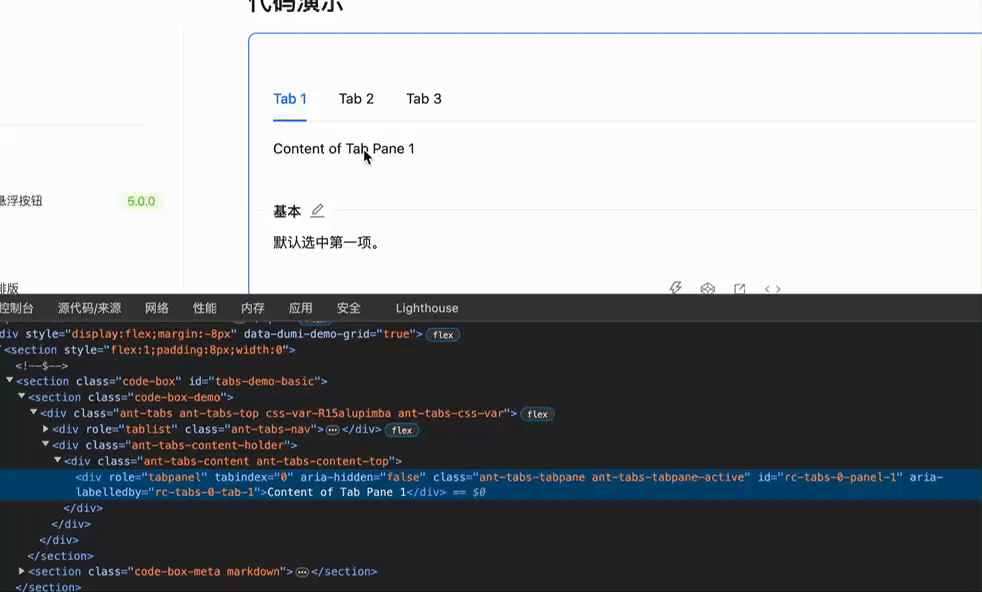 代码演示
Tab 1 Tab 2 Tab 3
Content of Tab Pane 1
悬浮按钮 5.0.0
基本
默认选中第一项。
排版
控制台 源代码/来源 网络 性能 内存 应用 安全 Lighthouse
div style="display:flex;margin:-8px" data-dumi-demo-grid="true"> flex
<section style="flex:1;padding:8px;width:0">
<!--$-->
<section class="code-box" id="tabs-demo-basic">
<section class="code-box-demo">
<div class="ant-tabs ant-tabs-top css-var-R15alupimba ant-tabs-css-var"> flex
<div role="tablist" class="ant-tabs-nav">…</div> flex
<div class="ant-tabs-content-holder">
<div class="ant-tabs-content ant-tabs-content-top">
<div role="tabpanel" tabindex="0" aria-hidden="false" class="ant-tabs-tabpane ant-tabs-tabpane-active" id="rc-tabs-0-panel-1" aria-
labelledby="rc-tabs-0-tab-1">Content of Tab Pane 1</div> == $0
</div>
</div>
</div>
</section>
<section class="code-box-meta markdown">…</section>
</section>